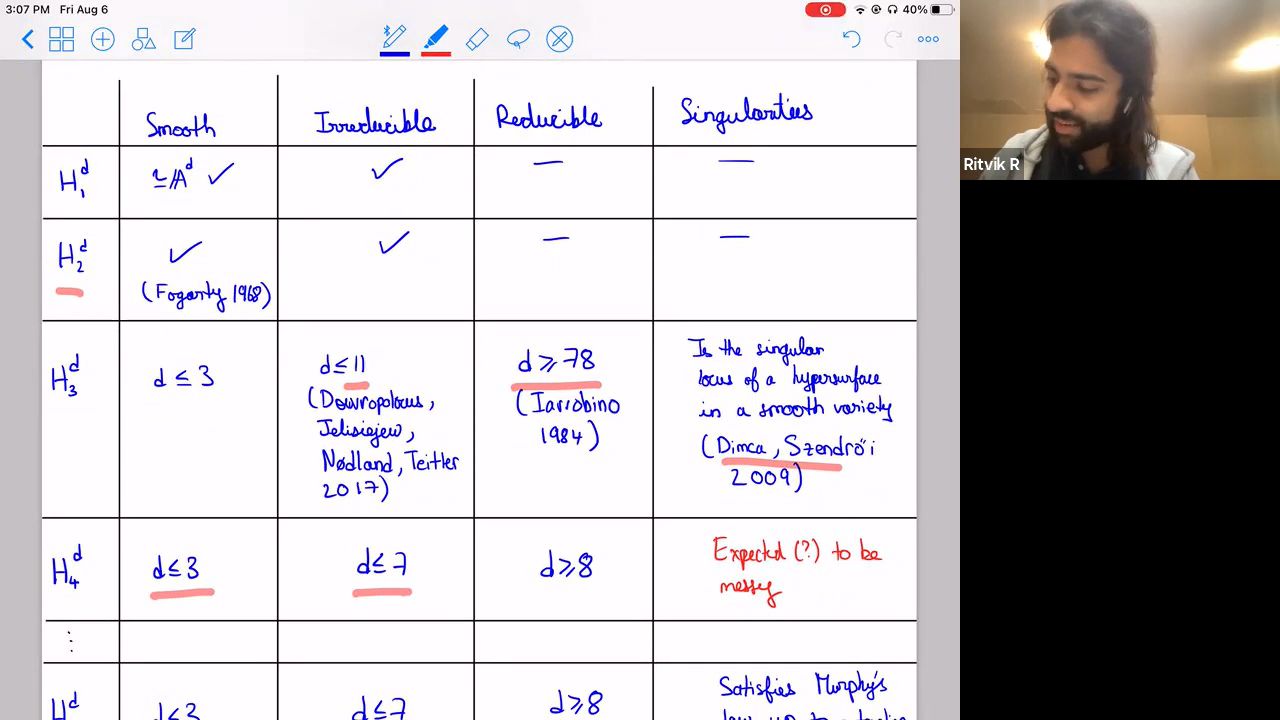 3:07 PM Fri Aug 6
40%
Smooth Irreducible Reducible Singularities
H₁ᵈ ≅𝔸ᵈ ✓ ✓ — —
H₂ᵈ ✓ ✓ — —
(Fogarty 1968)
H₃ᵈ d ≤ 3
d ≤ 11
(Douvropolous,
Jelisiejew,
Nødland, Teitler
2017)
d ⩾ 78
(Iarrobino
1984)
Is the singular
locus of a hypersurface
in a smooth variety
(Dimca, Szendrői
2009)
H₄ᵈ d ≤ 3 d ≤ 7 d ⩾ 8
Expected (?) to be
messy
⋮
d ≤ 3 d ≤ 7 d ⩾ 8
Satisfies Murphy's
Ritvik R